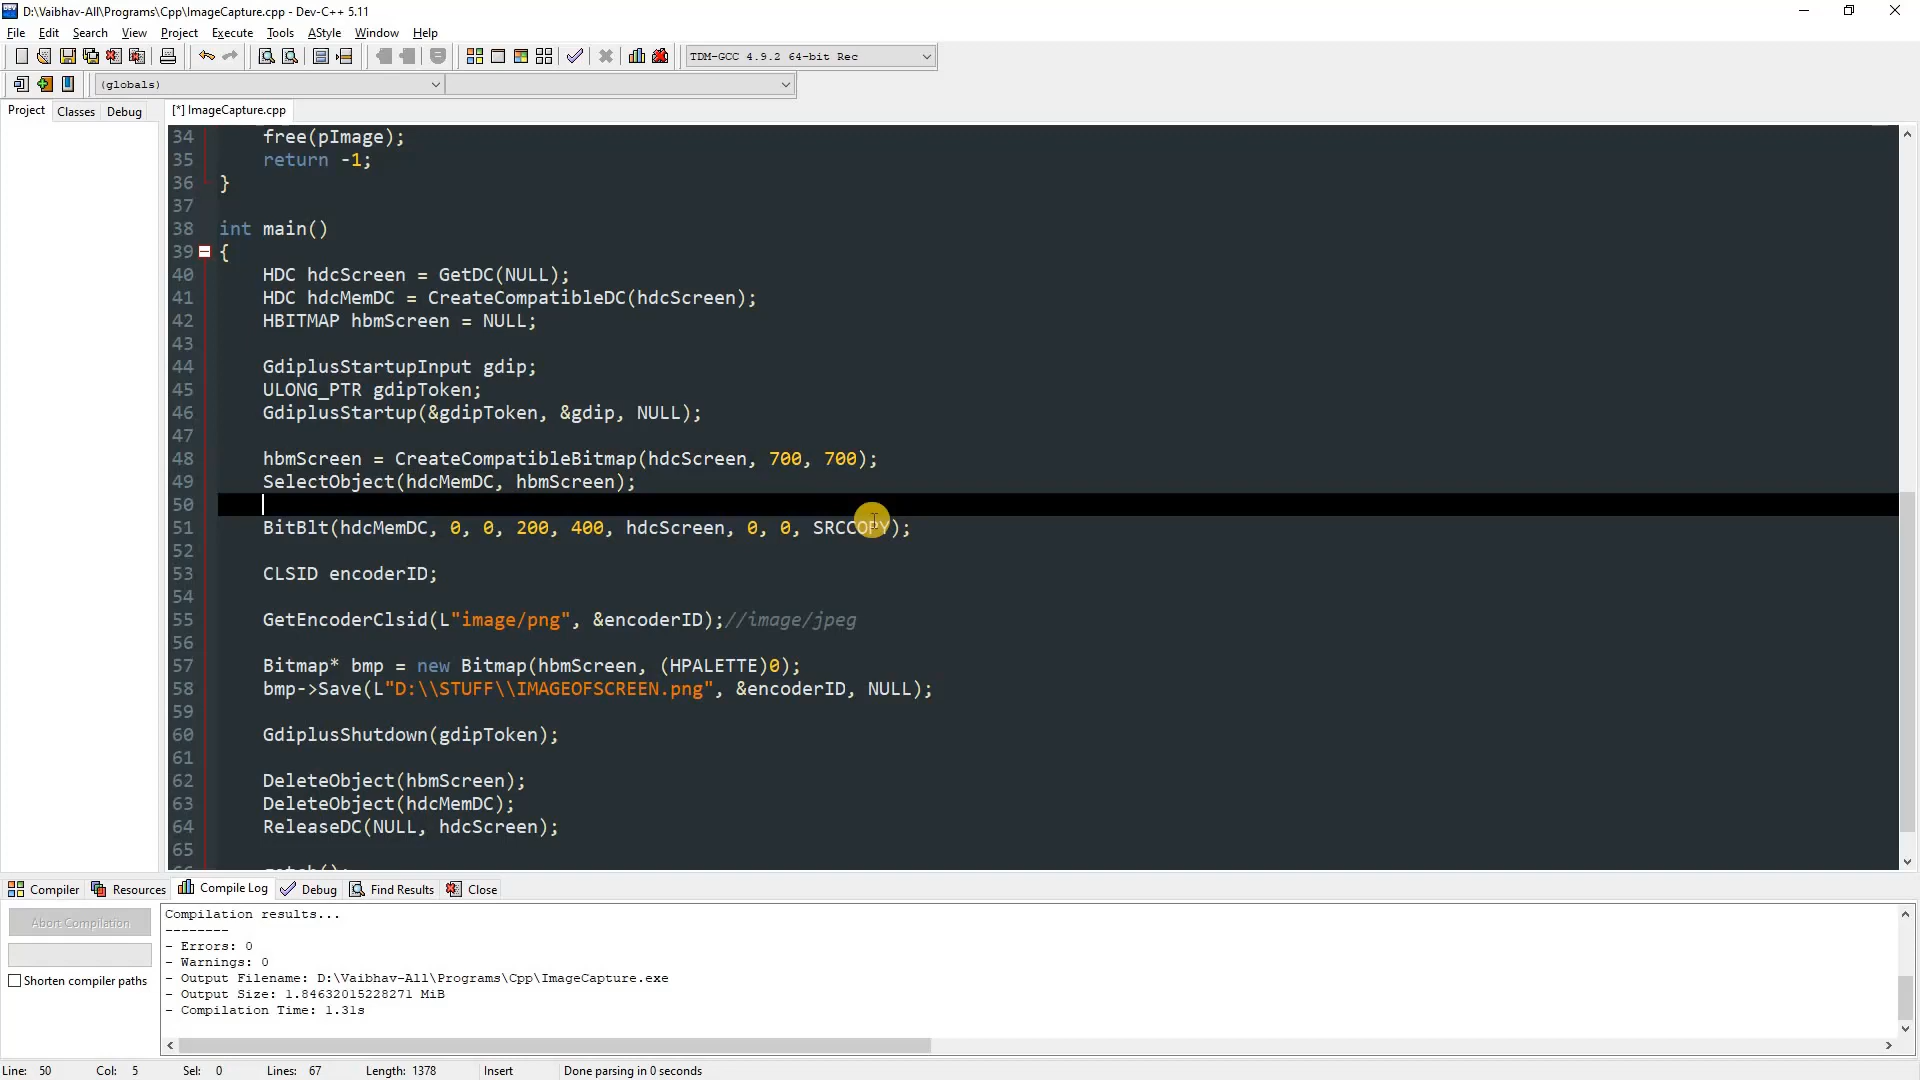 D:\Vaibhav-All\Programs\Cpp\ImageCapture.cpp - Dev-C++ 5.11
File Edit Search View Project Execute Tools AStyle Window Help
TDM-GCC 4.9.2 64-bit Rec
(globals)
Project Classes Debug [*] ImageCapture.cpp
34 free(pImage);
35 return -1;
36 }
37
38 int main()
39 {
40 HDC hdcScreen = GetDC(NULL);
41 HDC hdcMemDC = CreateCompatibleDC(hdcScreen);
42 HBITMAP hbmScreen = NULL;
43
44 GdiplusStartupInput gdip;
45 ULONG_PTR gdipToken;
46 GdiplusStartup(&gdipToken, &gdip, NULL);
47
48 hbmScreen = CreateCompatibleBitmap(hdcScreen, 700, 700);
49 SelectObject(hdcMemDC, hbmScreen);
50
51 BitBlt(hdcMemDC, 0, 0, 200, 400, hdcScreen, 0, 0, SRCCOPY);
52
53 CLSID encoderID;
54
55 GetEncoderClsid(L"image/png", &encoderID);//image/jpeg
56
57 Bitmap* bmp = new Bitmap(hbmScreen, (HPALETTE)0);
58 bmp->Save(L"D:\\STUFF\\IMAGEOFSCREEN.png", &encoderID, NULL);
59
60 GdiplusShutdown(gdipToken);
61
62 DeleteObject(hbmScreen);
63 DeleteObject(hdcMemDC);
64 ReleaseDC(NULL, hdcScreen);
65
Compiler Resources Compile Log Debug Find Results Close
Abort Compilation
Shorten compiler paths
Compilation results...
--------
- Errors: 0
- Warnings: 0
- Output Filename: D:\Vaibhav-All\Programs\Cpp\ImageCapture.exe
- Output Size: 1.84632015228271 MiB
- Compilation Time: 1.31s
Line: 50 Col: 5 Sel: 0 Lines: 67 Length: 1378 Insert Done parsing in 0 seconds